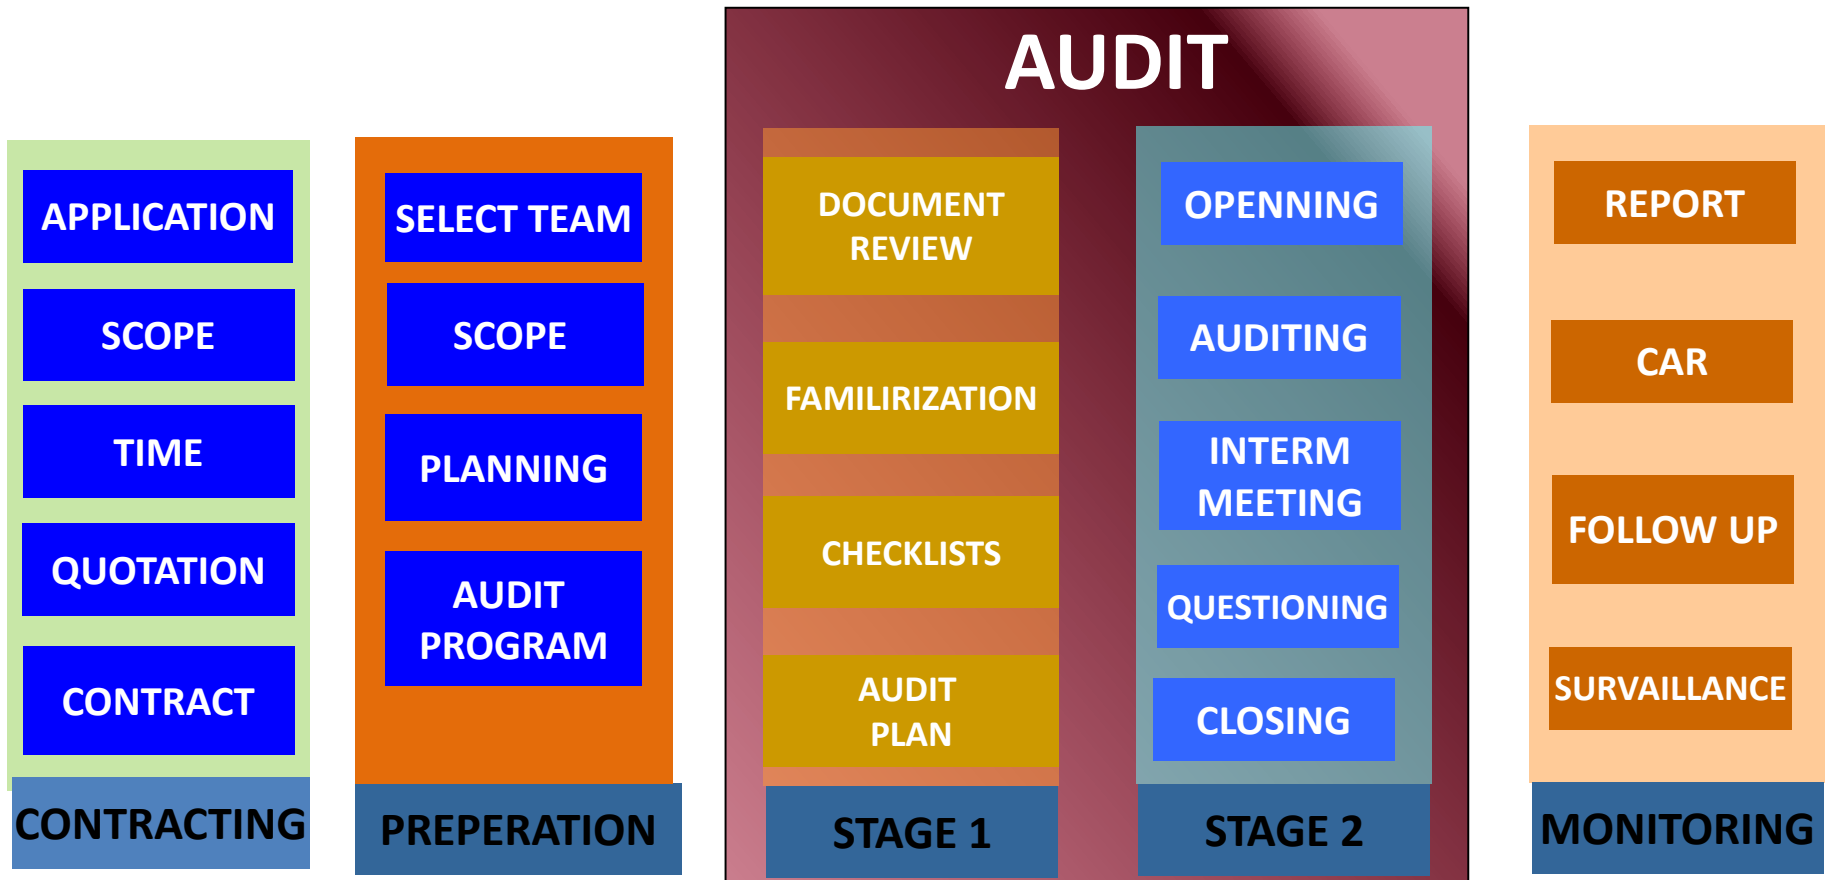 AUDIT
APPLICATION
SCOPE
TIME
QUOTATION
CONTRACT
CONTRACTING
SELECT TEAM
SCOPE
PLANNING
AUDIT
PROGRAM
PREPERATION
DOCUMENT
REVIEW
FAMILIRIZATION
CHECKLISTS
AUDIT
PLAN
STAGE 1
OPENNING
AUDITING
INTERM
MEETING
QUESTIONING
CLOSING
STAGE 2
REPORT
CAR
FOLLOW UP
SURVAILLANCE
MONITORING